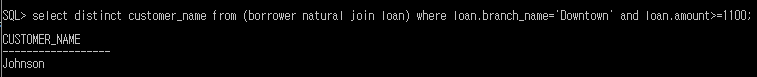 SQL> select distinct customer_name from (borrower natural join loan) where loan.branch_name='Downtown' and loan.amount>=1100;
CUSTOMER_NAME
------------------
Johnson